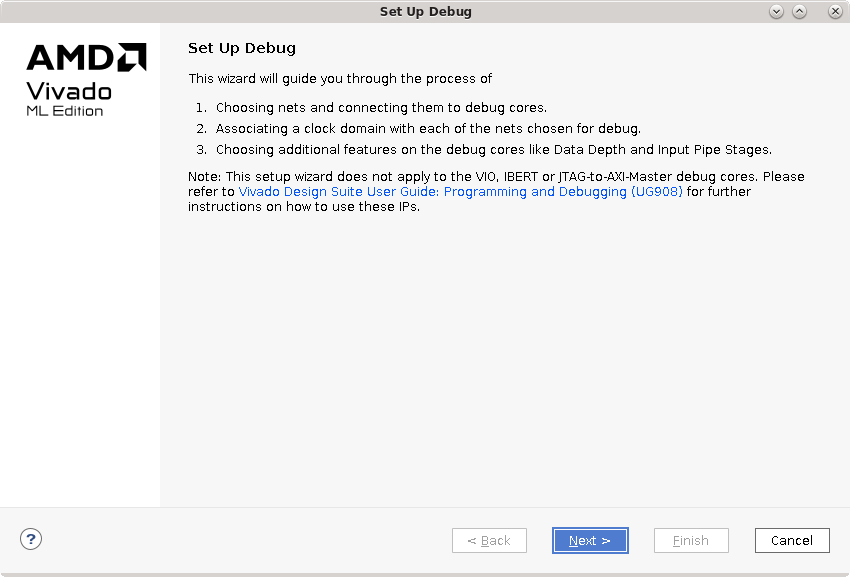 Set Up Debug
AMD
Vivado
ML Edition
Set Up Debug
This wizard will guide you through the process of
1. Choosing nets and connecting them to debug cores.
2. Associating a clock domain with each of the nets chosen for debug.
3. Choosing additional features on the debug cores like Data Depth and Input Pipe Stages.
Note: This setup wizard does not apply to the VIO, IBERT or JTAG-to-AXI-Master debug cores. Please
refer to Vivado Design Suite User Guide: Programming and Debugging (UG908) for further
instructions on how to use these IPs.
?
< Back
Next >
Finish
Cancel